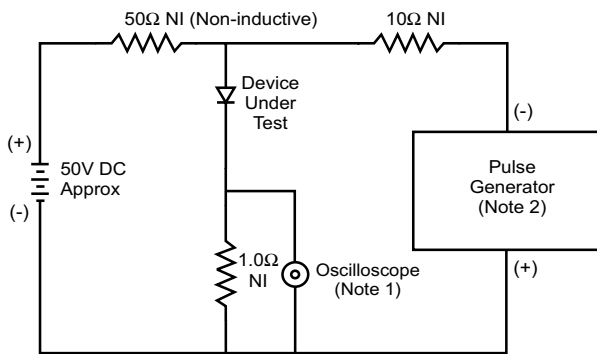 50Ω NI (Non-inductive)
10Ω NI
Device
Under
Test
(-)
(+)
50V DC
Approx
(-)
Pulse
Generator
(Note 2)
1.0Ω
NI
Oscilloscope
(Note 1)
(+)